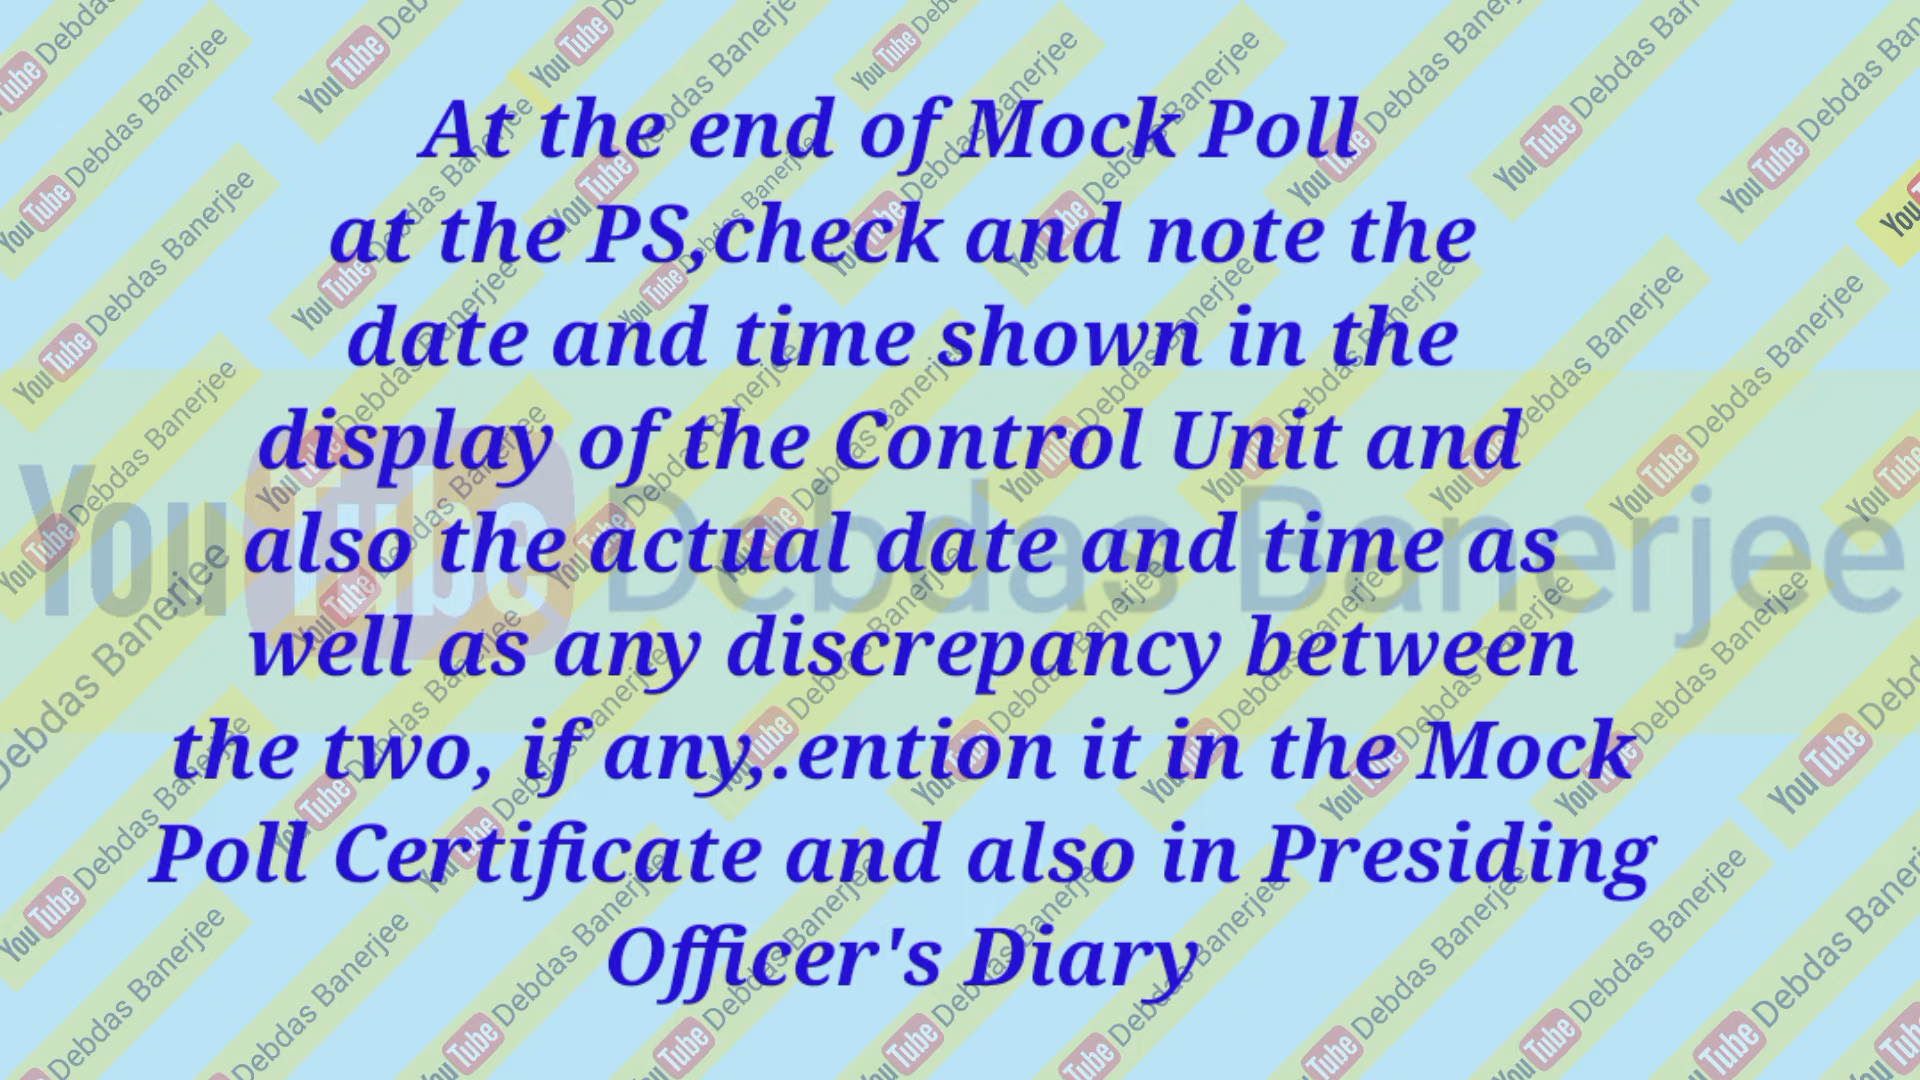 At the end of Mock Poll
at the PS,check and note the
date and time shown in the
display of the Control Unit and
also the actual date and time as
well as any discrepancy between
the two, if any,.ention it in the Mock
Poll Certificate and also in Presiding
Officer's Diary
YouTube Debdas Banerjee